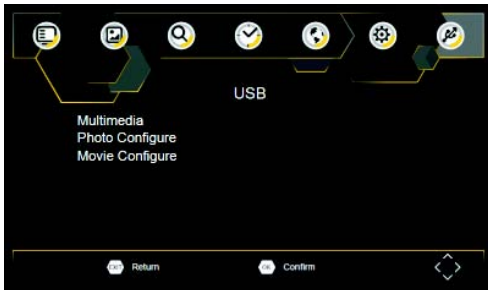 USB
Multimedia
Photo Configure
Movie Configure
EXIT Return
OK Confirm